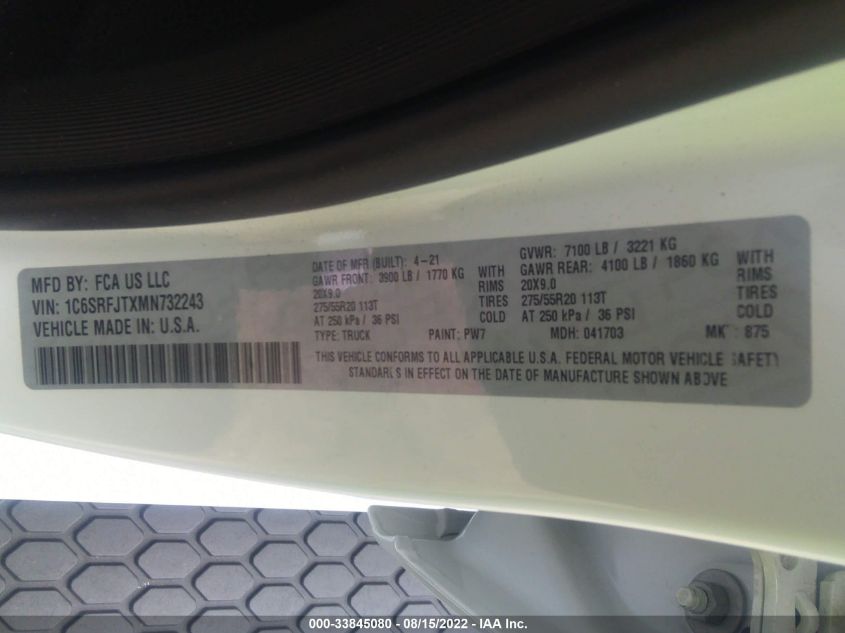 MFD BY: FCA US LLC
VIN: 1C6SRFJTXMN732243
VEHICLE MADE IN: U.S.A.
DATE OF MFR (BUILT): 4-21
GAWR FRONT: 3900 LB / 1770 KG WITH
20X9.0 RIMS
275/55R20 113T TIRES
AT 250 kPa / 36 PSI COLD
GVWR: 7100 LB / 3221 KG
GAWR REAR: 4100 LB / 1860 KG WITH
20X9.0 RIMS
275/55R20 113T TIRES
AT 250 kPa / 36 PSI COLD
TYPE: TRUCK PAINT: PW7 MDH: 041703 MK: 875
THIS VEHICLE CONFORMS TO ALL APPLICABLE U.S.A. FEDERAL MOTOR VEHICLE SAFETY
STANDARDS IN EFFECT ON THE DATE OF MANUFACTURE SHOWN ABOVE
000-33845080 - 08/15/2022 - IAA Inc.